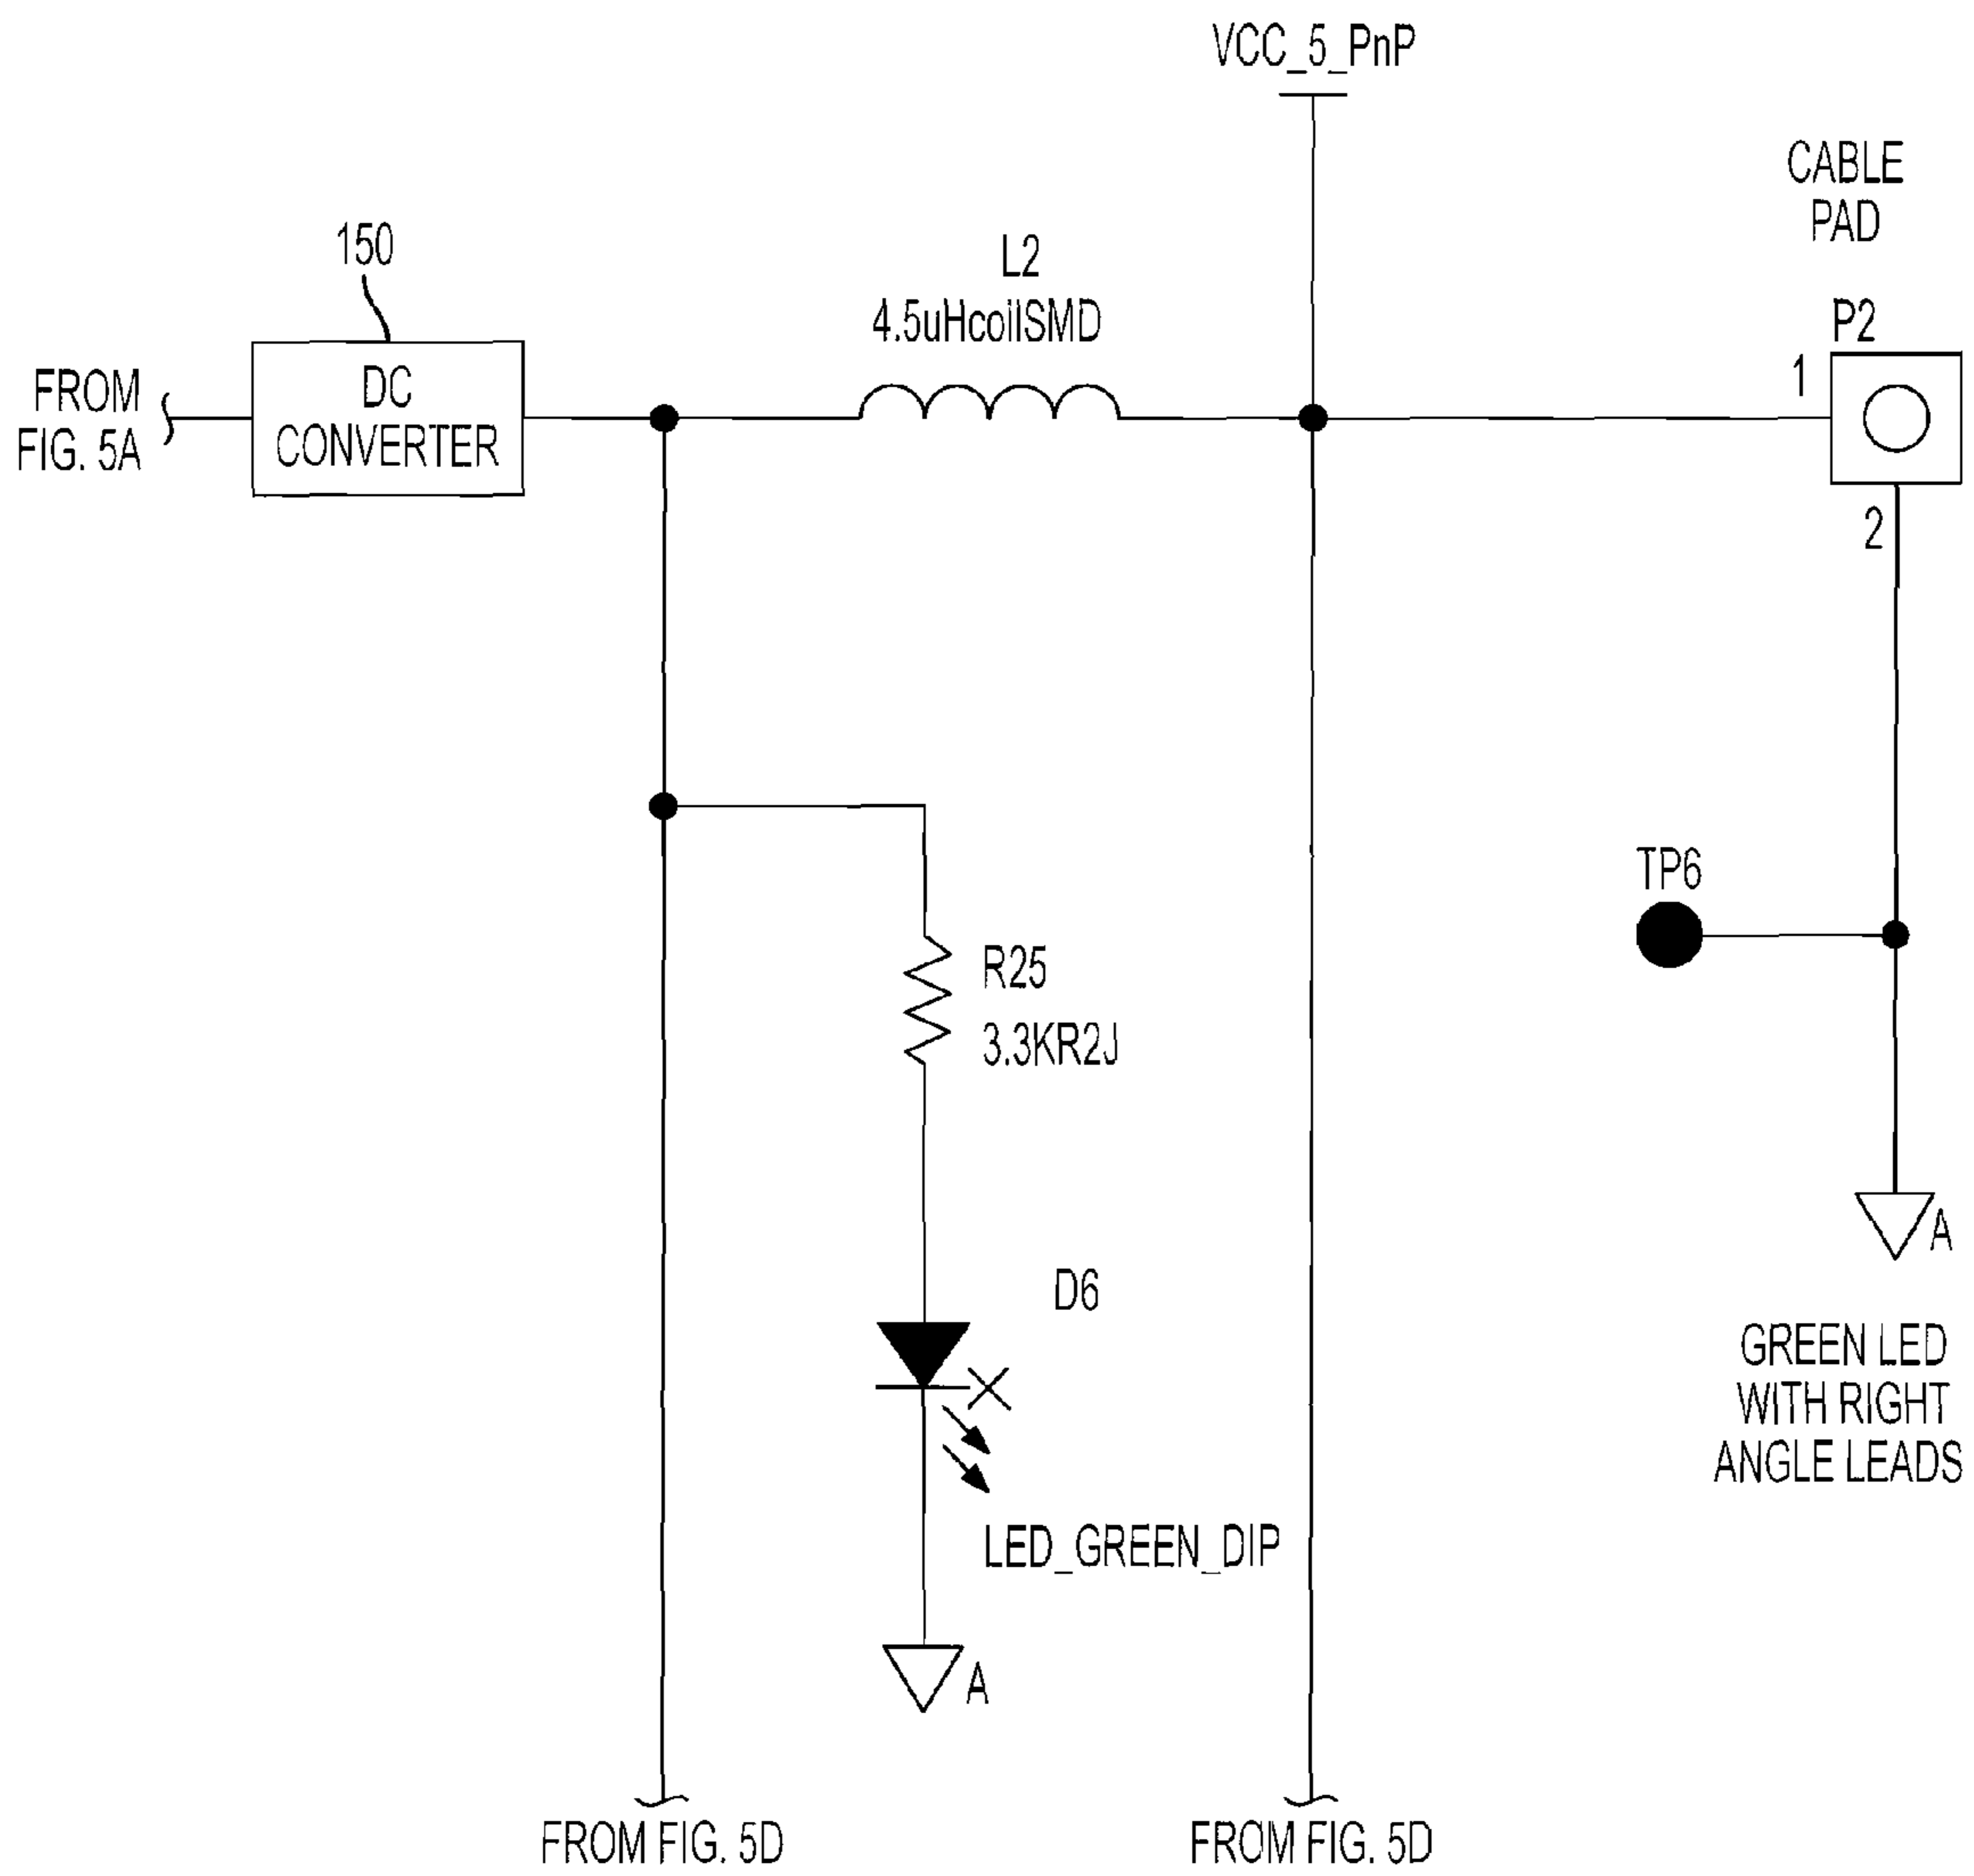 VCC_5_PnP
CABLE
PAD
150
L2
4.5uHcoilSMD
P2
1
FROM
FIG. 5A
DC
CONVERTER
2
TP6
R25
3.3KR2J
A
D6
GREEN LED
WITH RIGHT
ANGLE LEADS
LED_GREEN_DIP
A
FROM FIG. 5D
FROM FIG. 5D